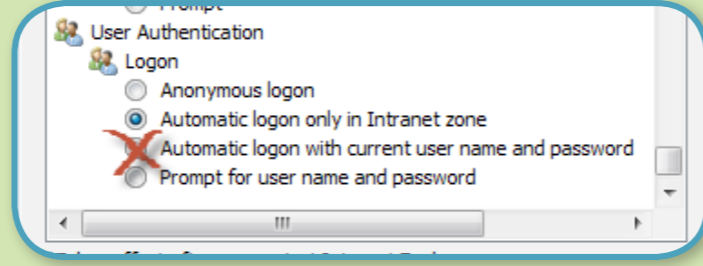 Prompt
User Authentication
Logon
Anonymous logon
Automatic logon only in Intranet zone
Automatic logon with current user name and password
Prompt for user name and password